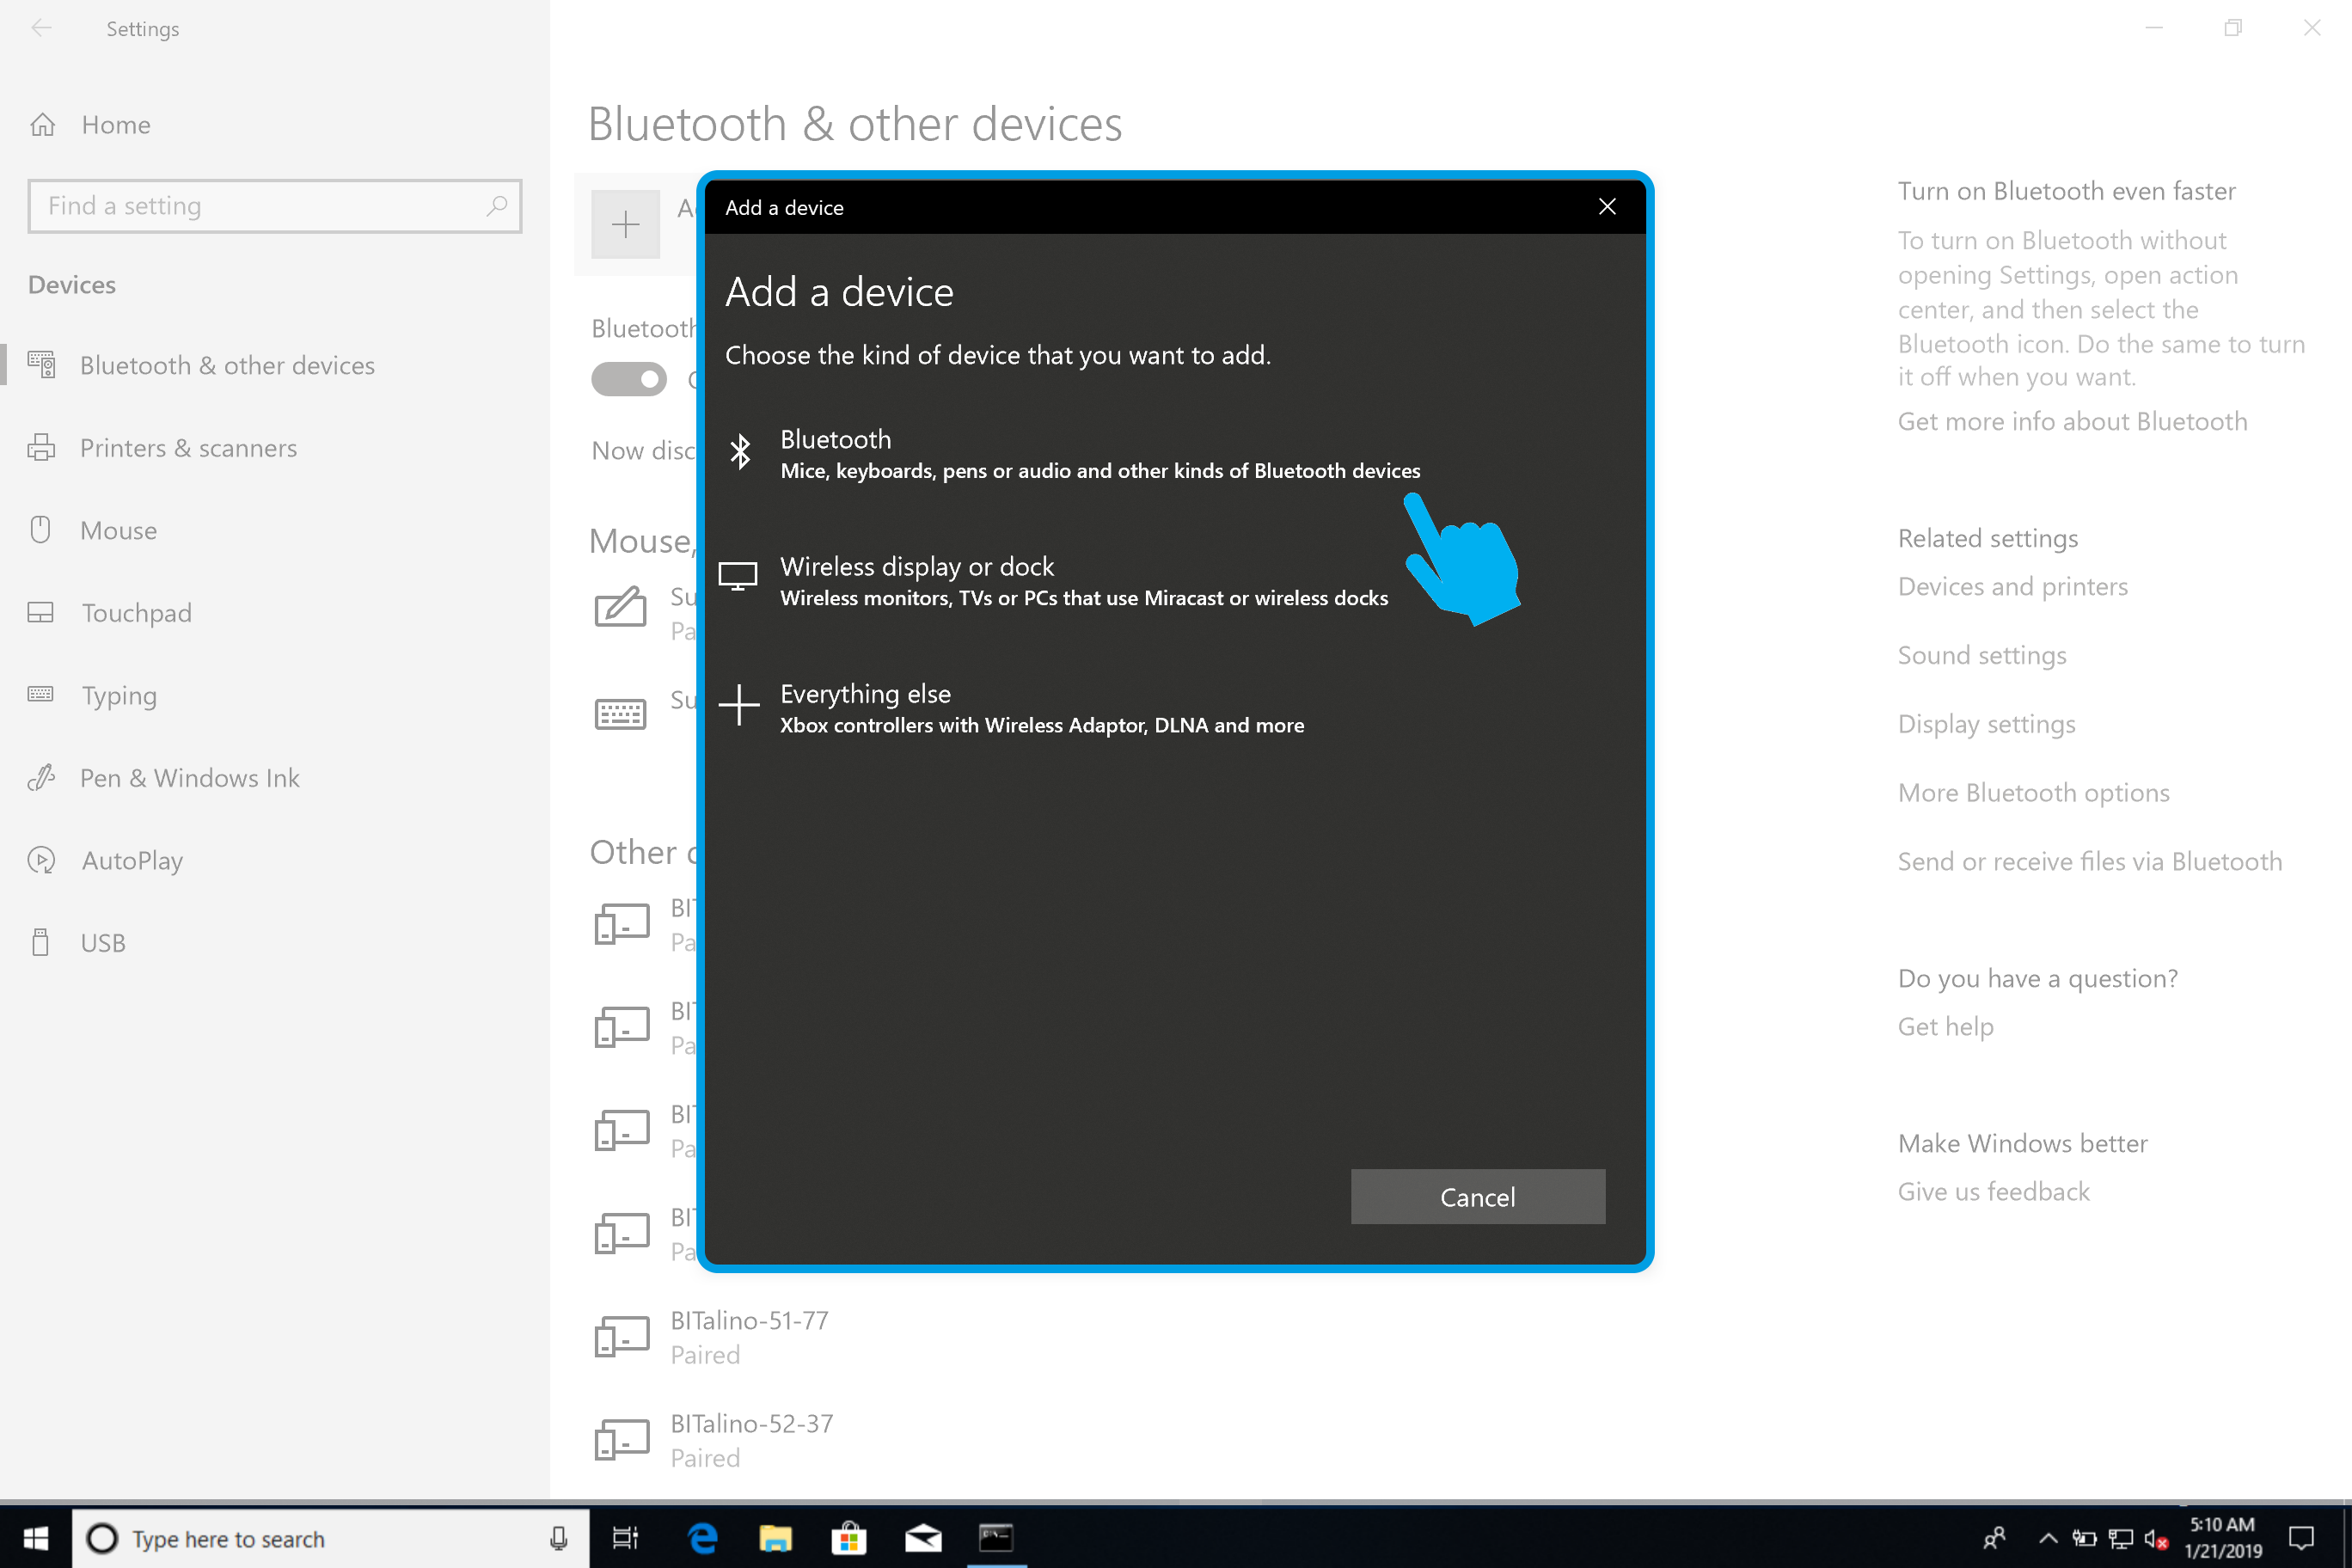 Settings
Home
Find a setting
Devices
Bluetooth & other devices
Printers & scanners
Mouse
Touchpad
Typing
Pen & Windows Ink
AutoPlay
USB
Bluetooth & other devices
Bluetooth
Now disc
Mouse,
Su
Pa
Su
Other
BIT
Pa
BIT
Pa
BIT
Pa
BIT
Pa
BITalino-51-77
Paired
BITalino-52-37
Paired
Add a device
Add a device
Choose the kind of device that you want to add.
Bluetooth
Mice, keyboards, pens or audio and other kinds of Bluetooth devices
Wireless display or dock
Wireless monitors, TVs or PCs that use Miracast or wireless docks
Everything else
Xbox controllers with Wireless Adaptor, DLNA and more
Cancel
Turn on Bluetooth even faster
To turn on Bluetooth without
opening Settings, open action
center, and then select the
Bluetooth icon. Do the same to turn
it off when you want.
Get more info about Bluetooth
Related settings
Devices and printers
Sound settings
Display settings
More Bluetooth options
Send or receive files via Bluetooth
Do you have a question?
Get help
Make Windows better
Give us feedback
Type here to search
5:10 AM
1/21/2019